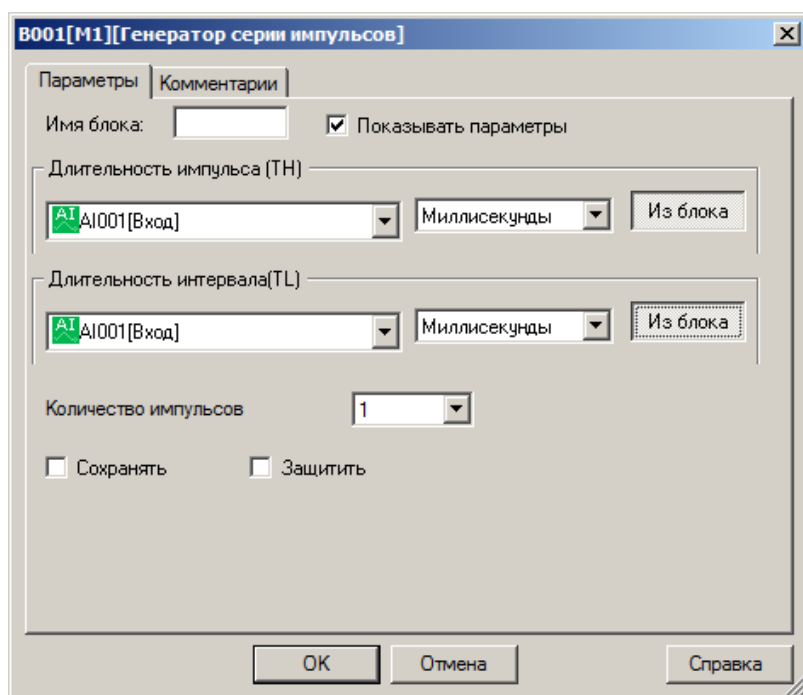 B001[M1][Генератор серии импульсов]
Параметры Комментарии
Имя блока: Показывать параметры
Длительность импульса (TH)
AI AI001[Вход] Миллисекунды Из блока
Длительность интервала(TL)
AI AI001[Вход] Миллисекунды Из блока
Количество импульсов 1
Сохранять Защитить
OK Отмена Справка